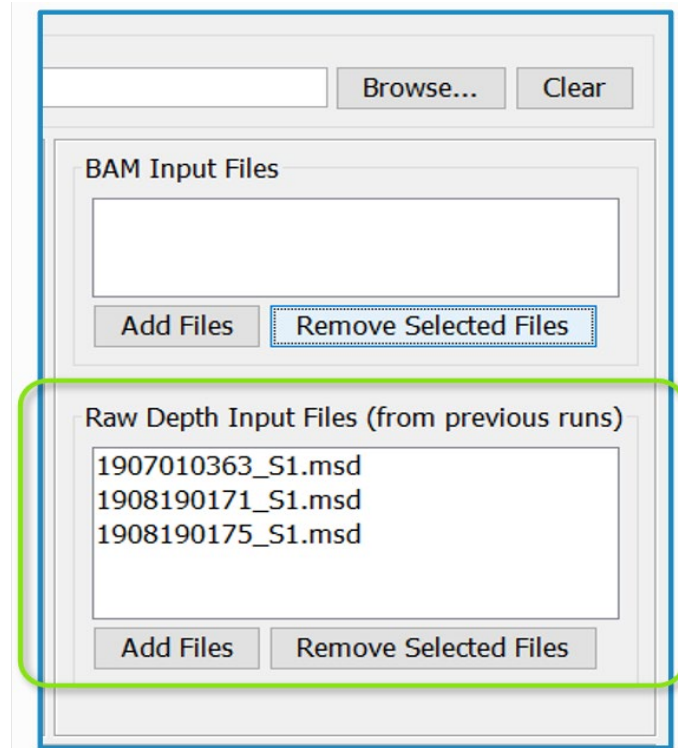 Browse... Clear
BAM Input Files
Add Files Remove Selected Files
Raw Depth Input Files (from previous runs)
1907010363_S1.msd
1908190171_S1.msd
1908190175_S1.msd
Add Files Remove Selected Files